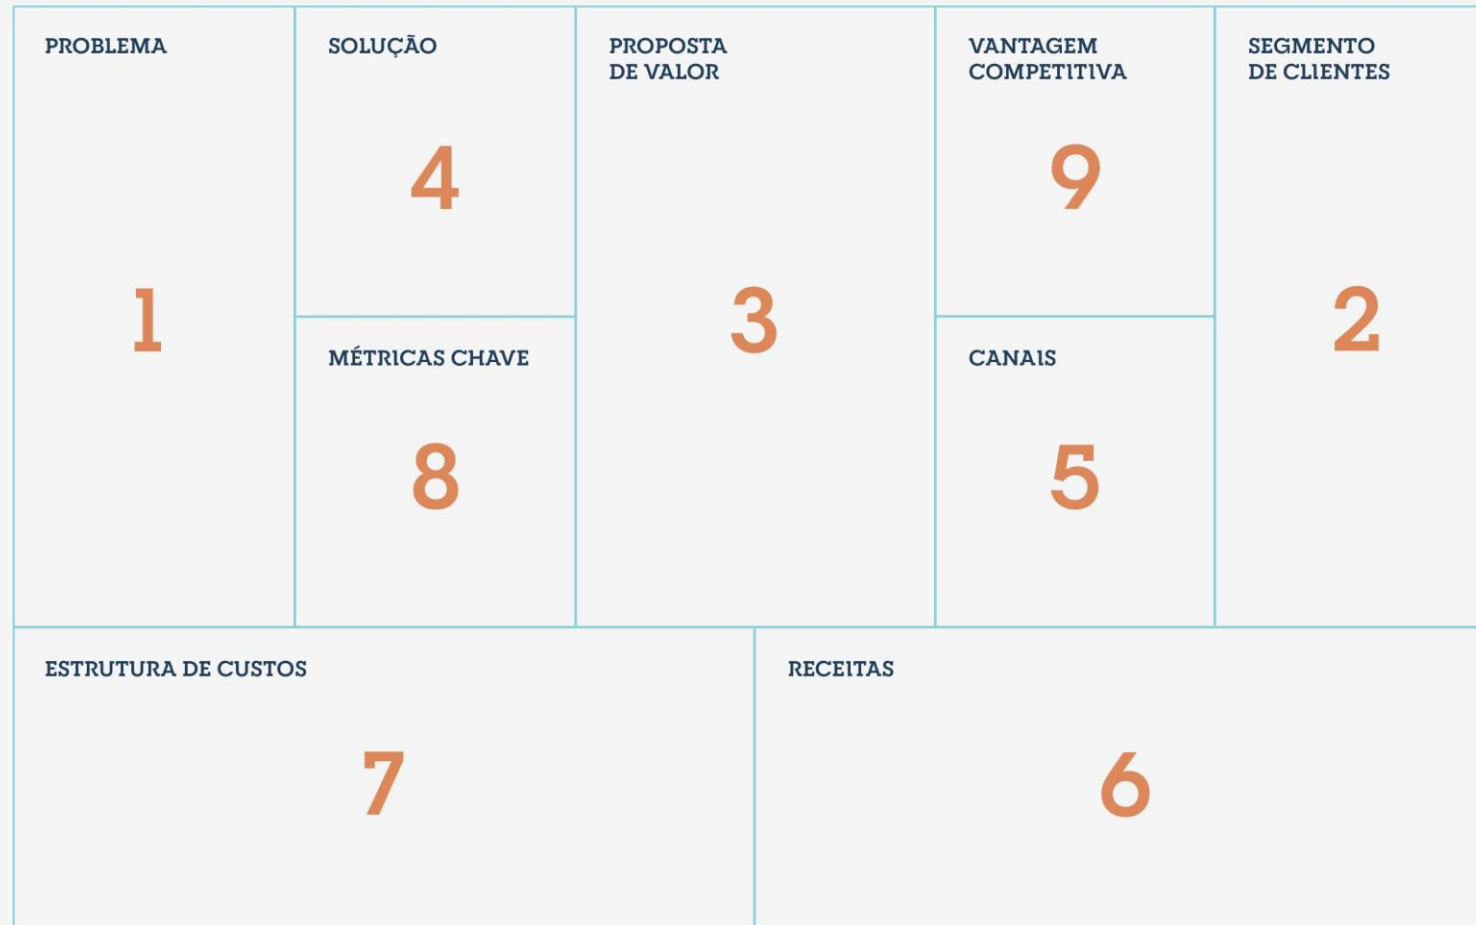 PROBLEMA
1
SOLUÇÃO
4
MÉTRICAS CHAVE
8
PROPOSTA
DE VALOR
3
VANTAGEM
COMPETITIVA
9
CANAIS
5
SEGMENTO
DE CLIENTES
2
ESTRUTURA DE CUSTOS
7
RECEITAS
6